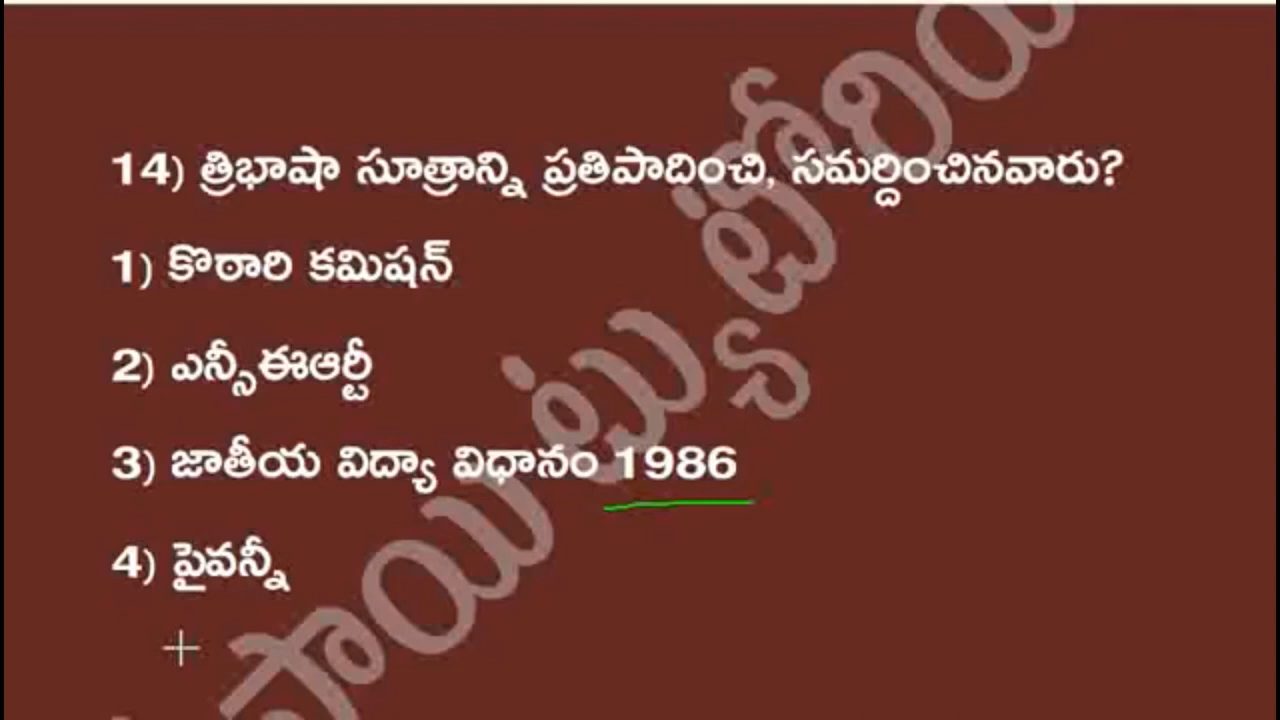 14) త్రిభాషా సూత్రాన్ని ప్రతిపాదించి, సమర్ధించినవారు?
1) కొఠారి కమిషన్
2) ఎన్సీఈఆర్టీ
3) జాతీయ విద్యా విధానం 1986
4) పైవన్నీ